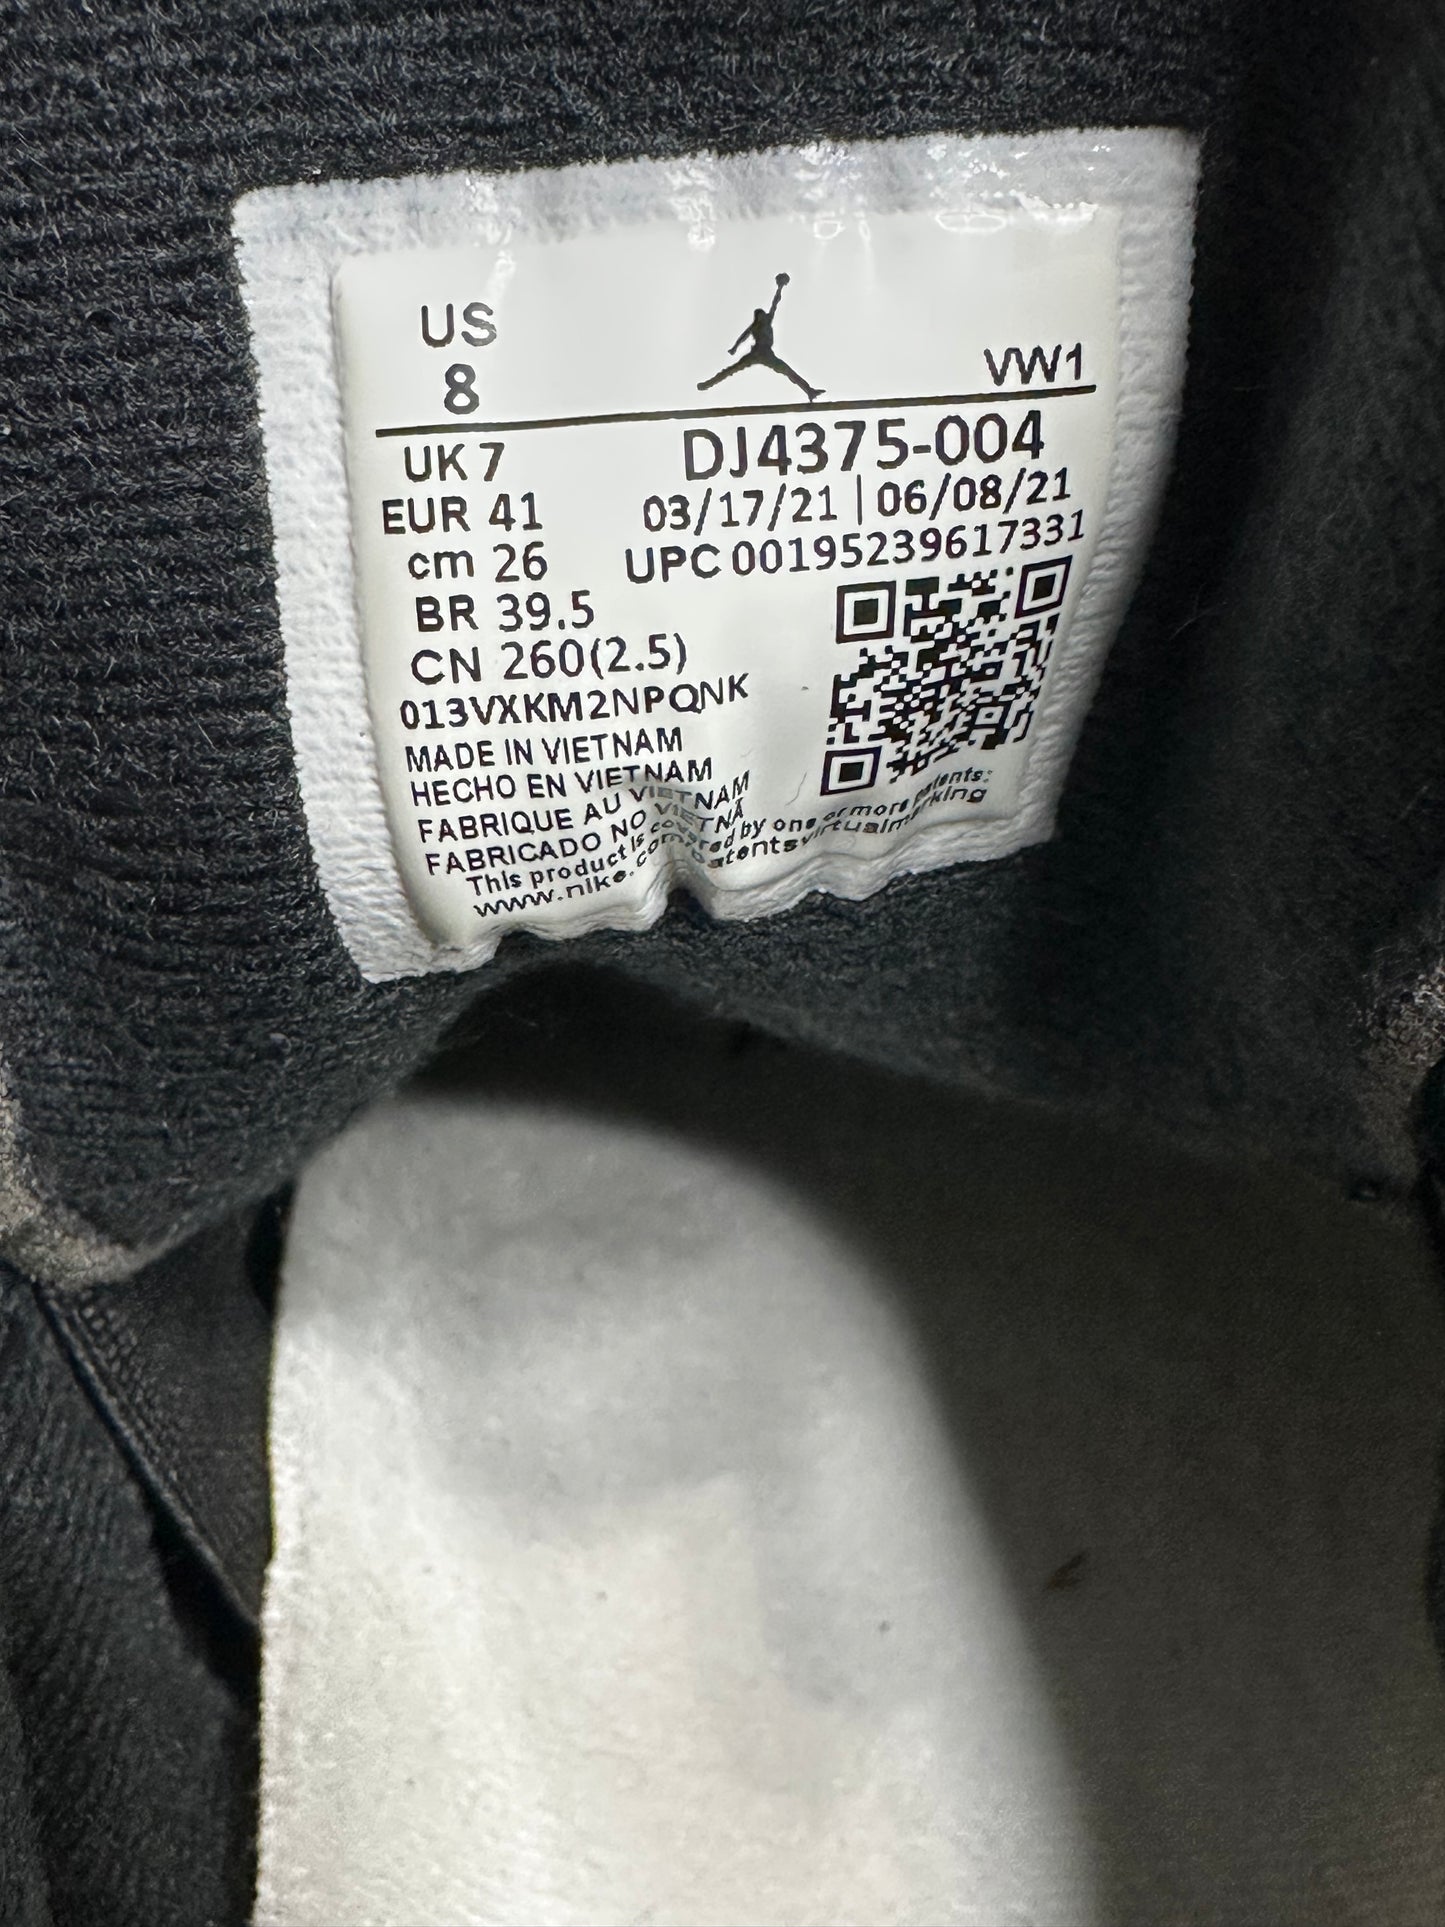 US
8
VW1
UK 7
DJ4375-004
EUR 41
03/17/21 | 06/08/21
cm 26
UPC 00195239617331
BR 39.5
CN 260(2.5)
013VXKM2NPQNK
MADE IN VIETNAM
HECHO EN VIETNAM
FABRIQUE AU VIETNAM
FABRICADO NO VIETNÃ
This product is covered by one or more patents:
www.nike.com/patentsvirtualmarking